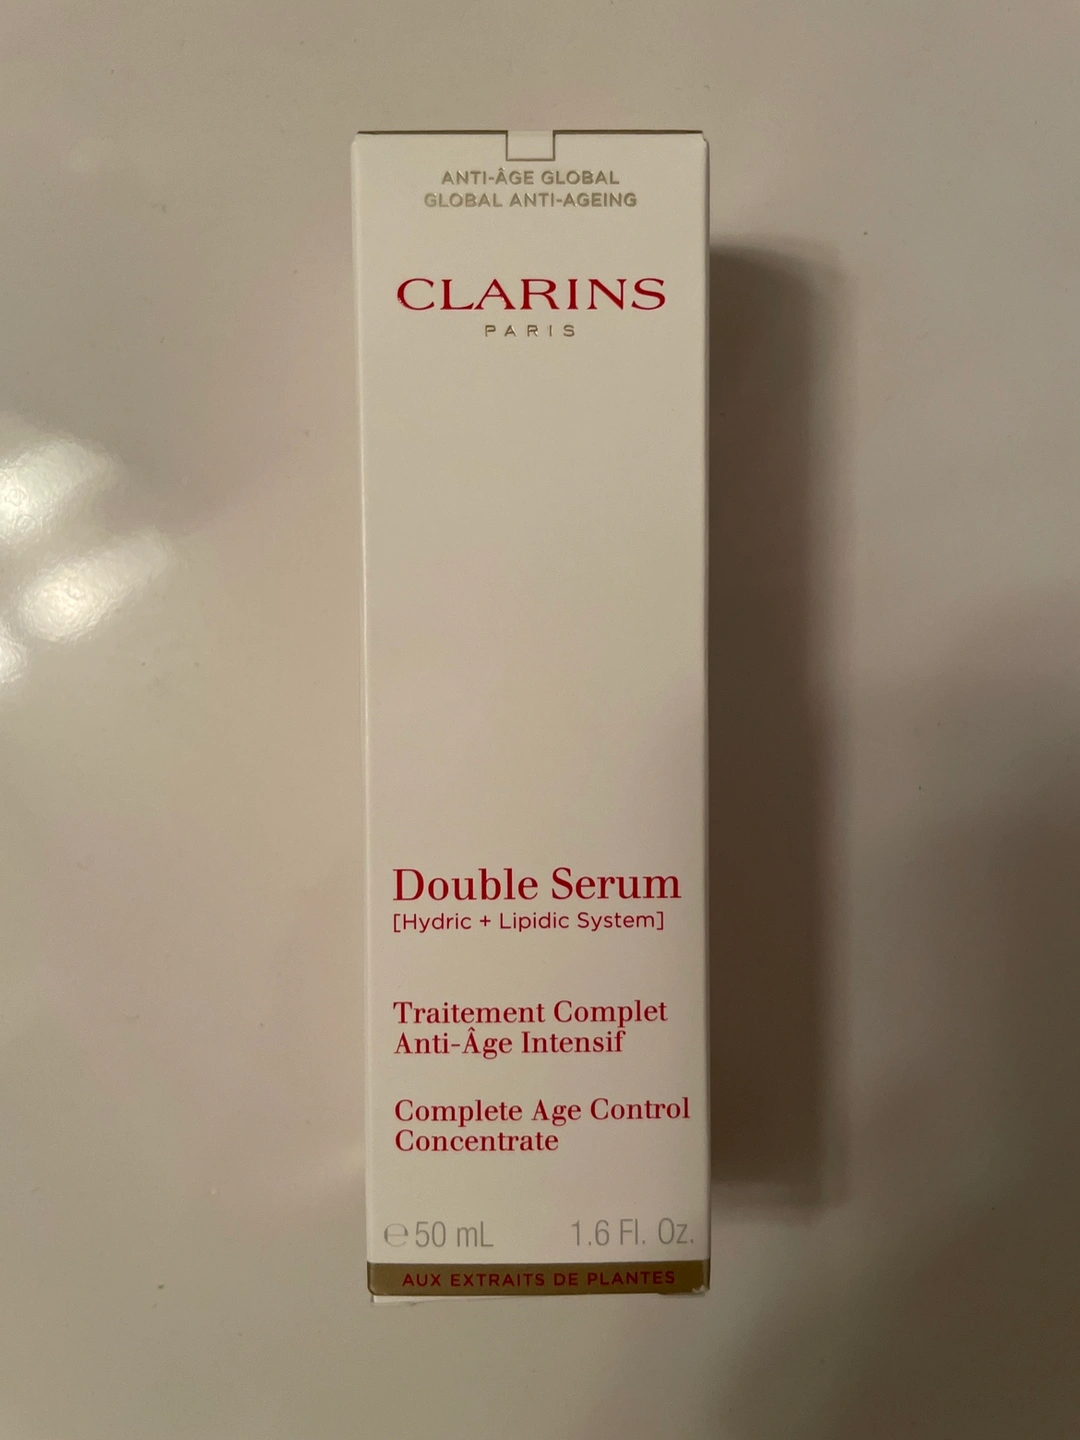 ANTI-ÂGE GLOBAL
GLOBAL ANTI-AGEING
CLARINS
PARIS
Double Serum
[Hydric + Lipidic System]
Traitement Complet
Anti-Âge Intensif
Complete Age Control
Concentrate
℮50 mL 1.6 Fl. Oz.
AUX EXTRAITS DE PLANTES